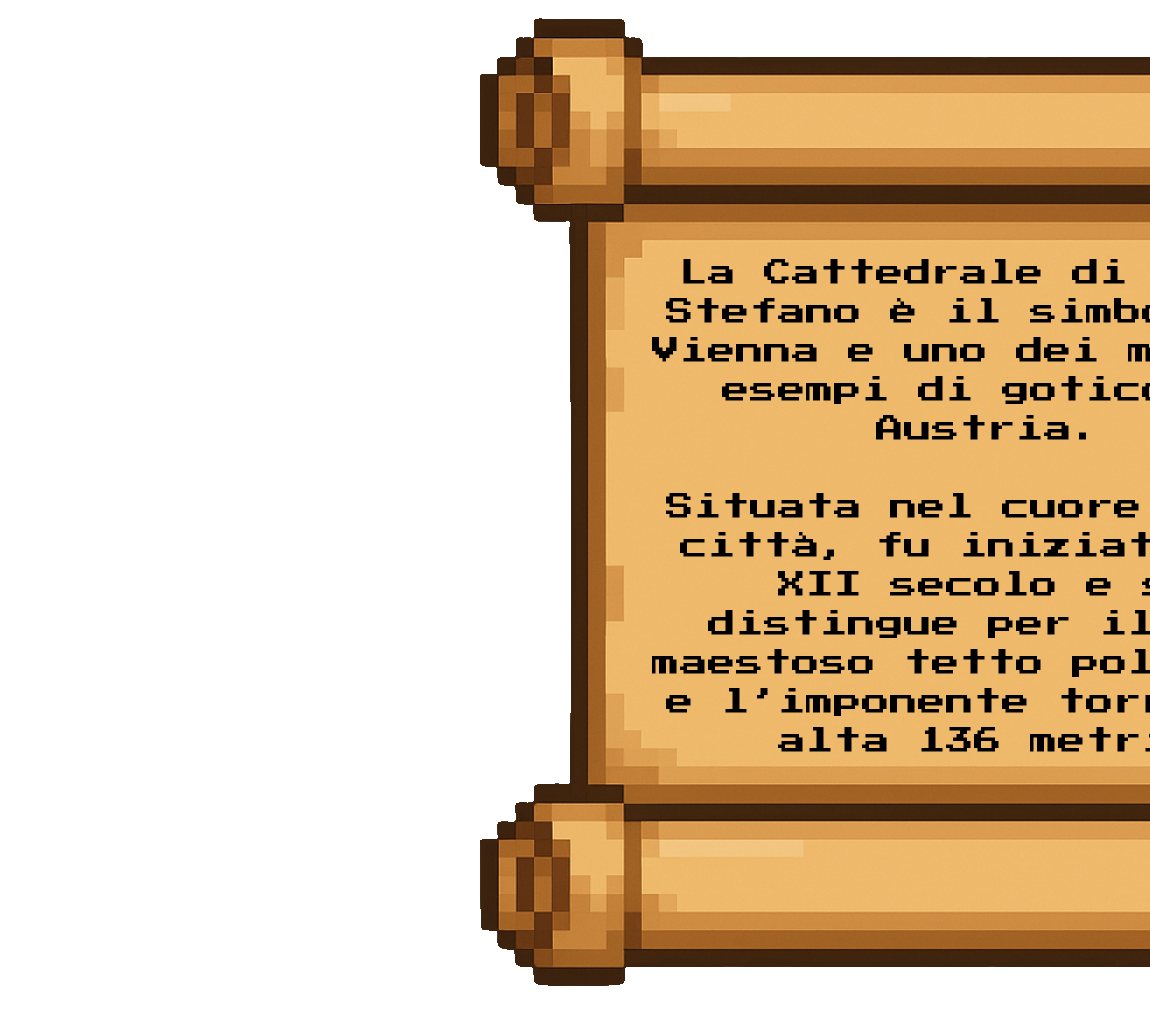 La Cattedrale di
Stefano è il
Vienna e uno dei
esempi di
Austria.
Situata nel cuore
città, fu
XII secolo e
distingue per il
maestoso tetto
e l'imponente
alta 136